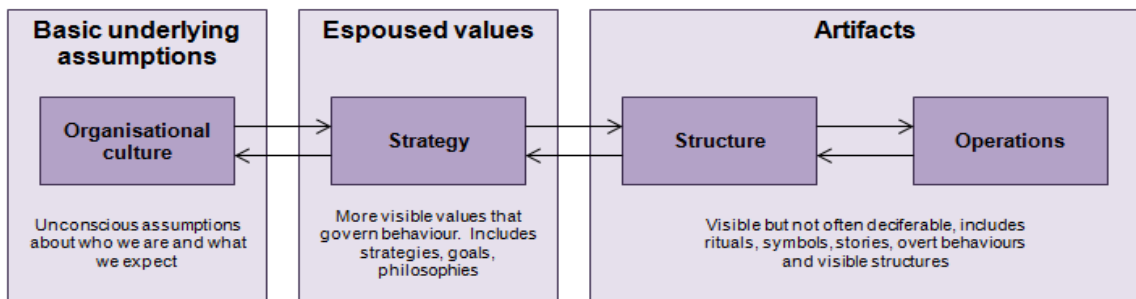 Basic underlying
assumptions
Espoused values
Artifacts
Organisational
culture
Strategy
Structure
Operations
Unconscious assumptions
about who we are and what
we expect
More visible values that
govern behaviour.  Includes
strategies, goals,
philosophies
Visible but not often deciferable, includes
rituals, symbols, stories, overt behaviours
and visible structures